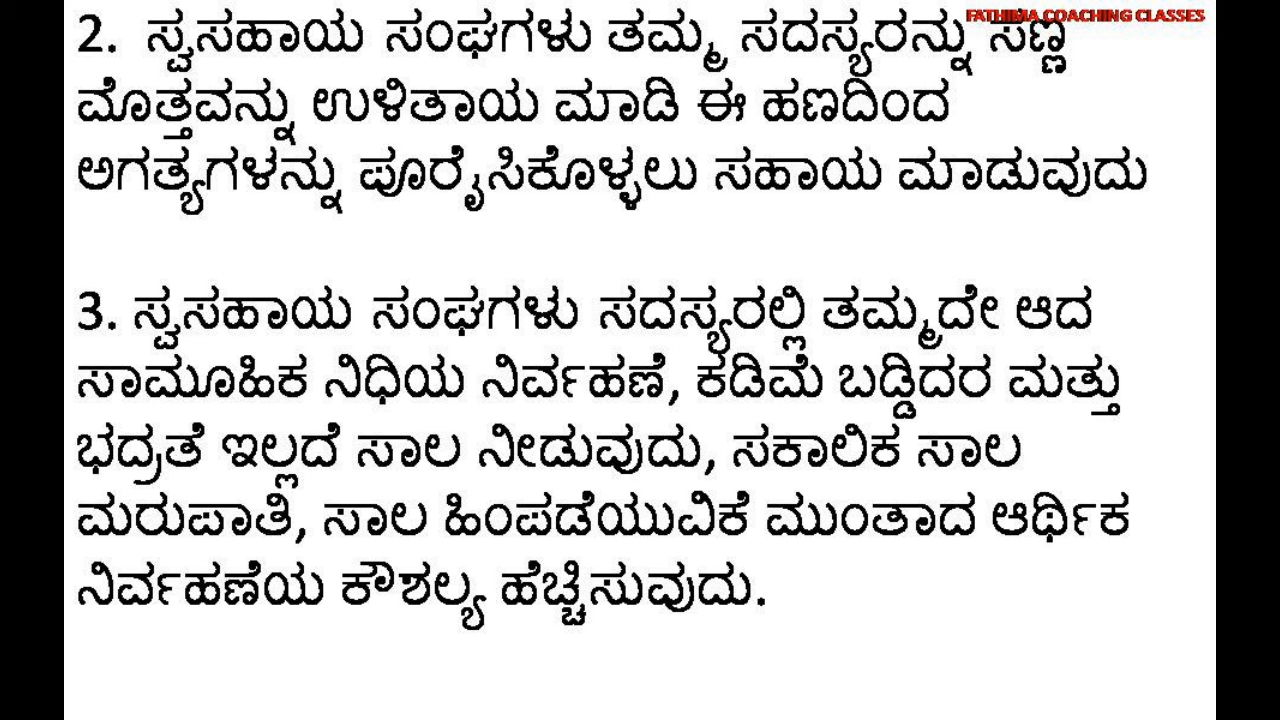 FATHIMA COACHING CLASSES
2. ಸ್ವಸಹಾಯ ಸಂಘಗಳು ತಮ್ಮ ಸದಸ್ಯರನ್ನು ಸಣ್ಣ
ಮೊತ್ತವನ್ನು ಉಳಿತಾಯ ಮಾಡಿ ಈ ಹಣದಿಂದ
ಅಗತ್ಯಗಳನ್ನು ಪೂರೈಸಿಕೊಳ್ಳಲು ಸಹಾಯ ಮಾಡುವುದು
3. ಸ್ವಸಹಾಯ ಸಂಘಗಳು ಸದಸ್ಯರಲ್ಲಿ ತಮ್ಮದೇ ಆದ
ಸಾಮೂಹಿಕ ನಿಧಿಯ ನಿರ್ವಹಣೆ, ಕಡಿಮೆ ಬಡ್ಡಿದರ ಮತ್ತು
ಭದ್ರತೆ ಇಲ್ಲದೆ ಸಾಲ ನೀಡುವುದು, ಸಕಾಲಿಕ ಸಾಲ
ಮರುಪಾತಿ, ಸಾಲ ಹಿಂಪಡೆಯುವಿಕೆ ಮುಂತಾದ ಆರ್ಥಿಕ
ನಿರ್ವಹಣೆಯ ಕೌಶಲ್ಯ ಹೆಚ್ಚಿಸುವುದು.